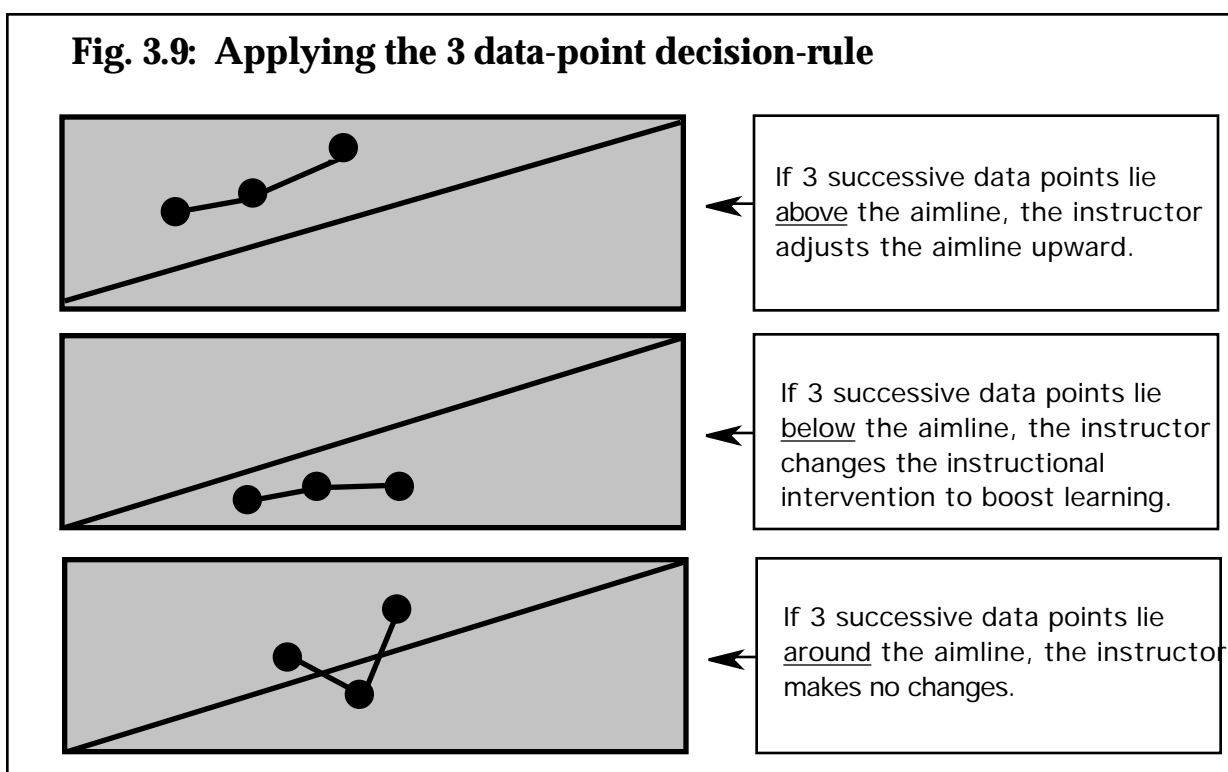 Fig. 3.9: Applying the 3 data-point decision-rule
If 3 successive data points lie
above the aimline, the instructor
adjusts the aimline upward.
If 3 successive data points lie
below the aimline, the instructor
changes the instructional
intervention to boost learning.
If 3 successive data points lie
around the aimline, the instructor
makes no changes.